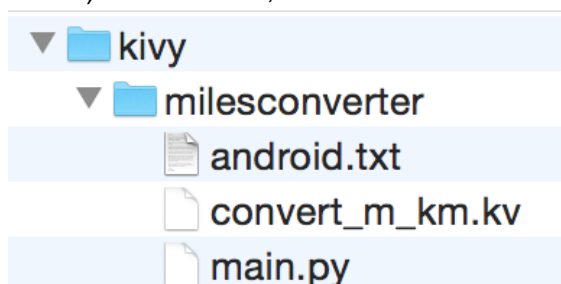 kivy
milesconverter
android.txt
convert_m_km.kv
main.py